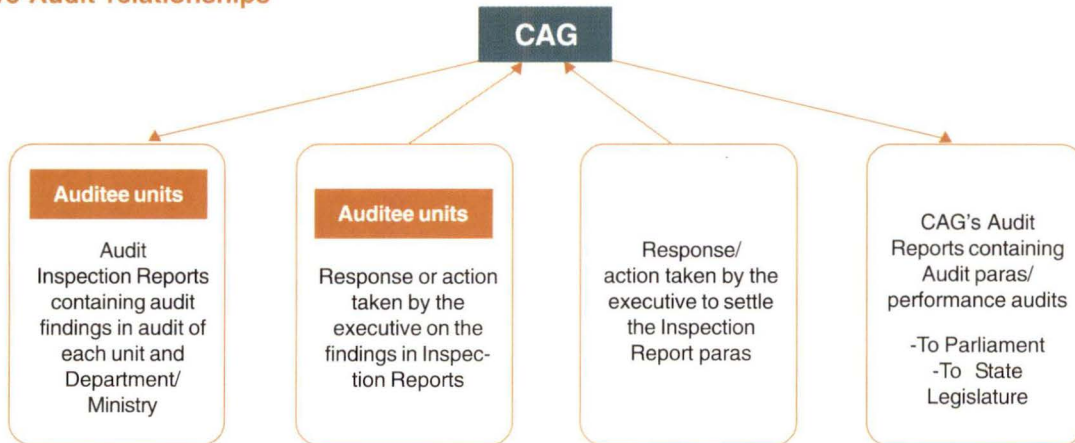 Audit relationships
CAG
Auditee units
Audit
Inspection Reports
containing audit
findings in audit of
each unit and
Department/
Ministry
Auditee units
Response or action
taken by the
executive on the
findings in Inspec-
tion Reports
Response/
action taken by the
executive to settle
the Inspection
Report paras
CAG's Audit
Reports containing
Audit paras/
performance audits
-To Parliament
-To State
Legislature